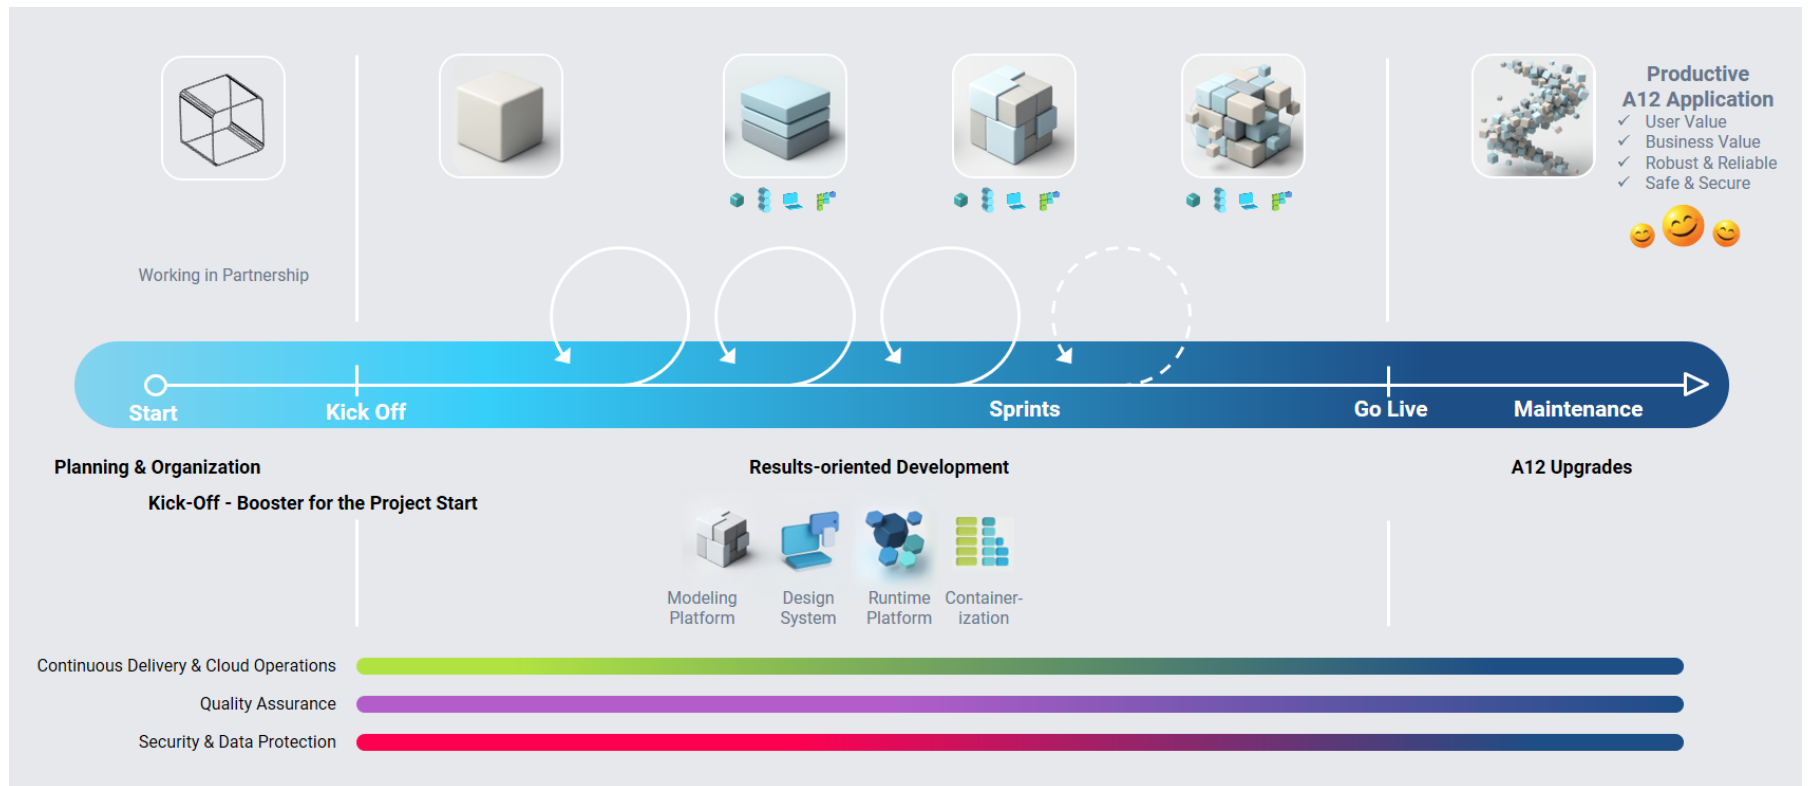 Productive
A12 Application
✓ User Value
✓ Business Value
✓ Robust & Reliable
✓ Safe & Secure
Working in Partnership
Start
Kick Off
Sprints
Go Live
Maintenance
Planning & Organization
Results-oriented Development
A12 Upgrades
Kick-Off - Booster for the Project Start
Modeling
Platform
Design
System
Runtime
Platform
Container-
ization
Continuous Delivery & Cloud Operations
Quality Assurance
Security & Data Protection